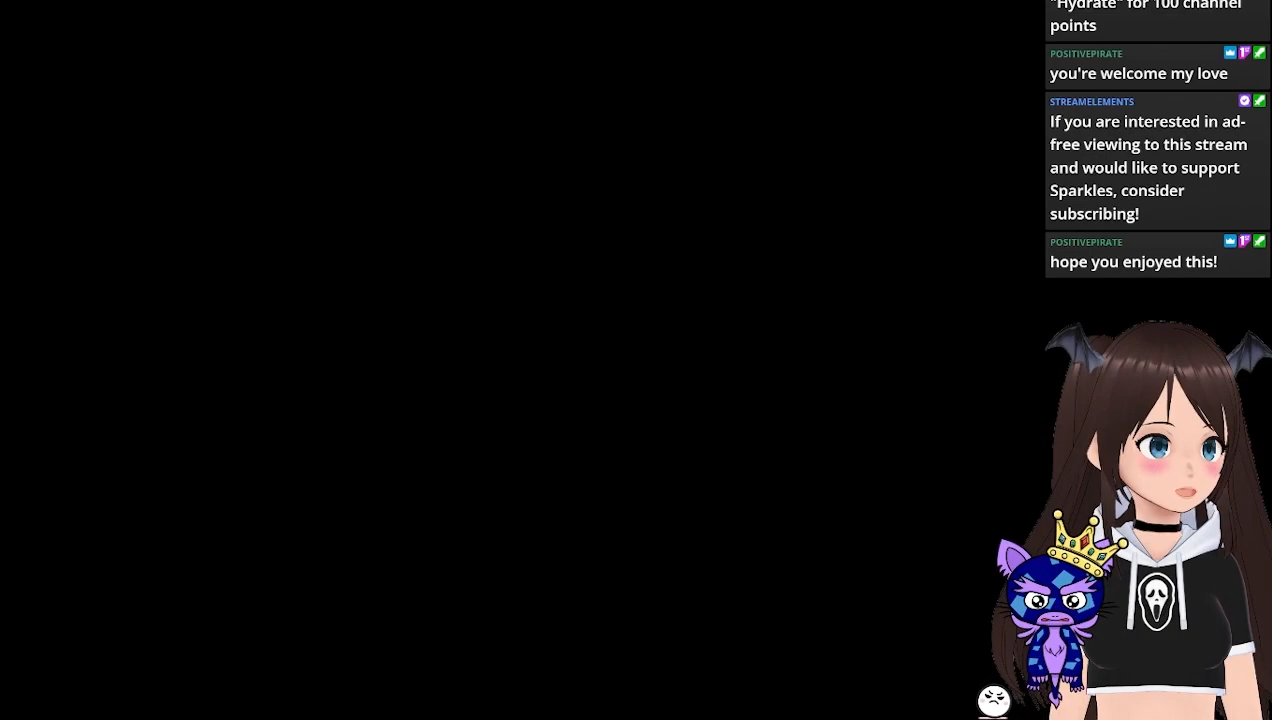 "Hydrate" for 100 channel
points
POSITIVEPIRATE
you're welcome my love
STREAMELEMENTS
If you are interested in ad-
free viewing to this stream
and would like to support
Sparkles, consider
subscribing!
POSITIVEPIRATE
hope you enjoyed this!